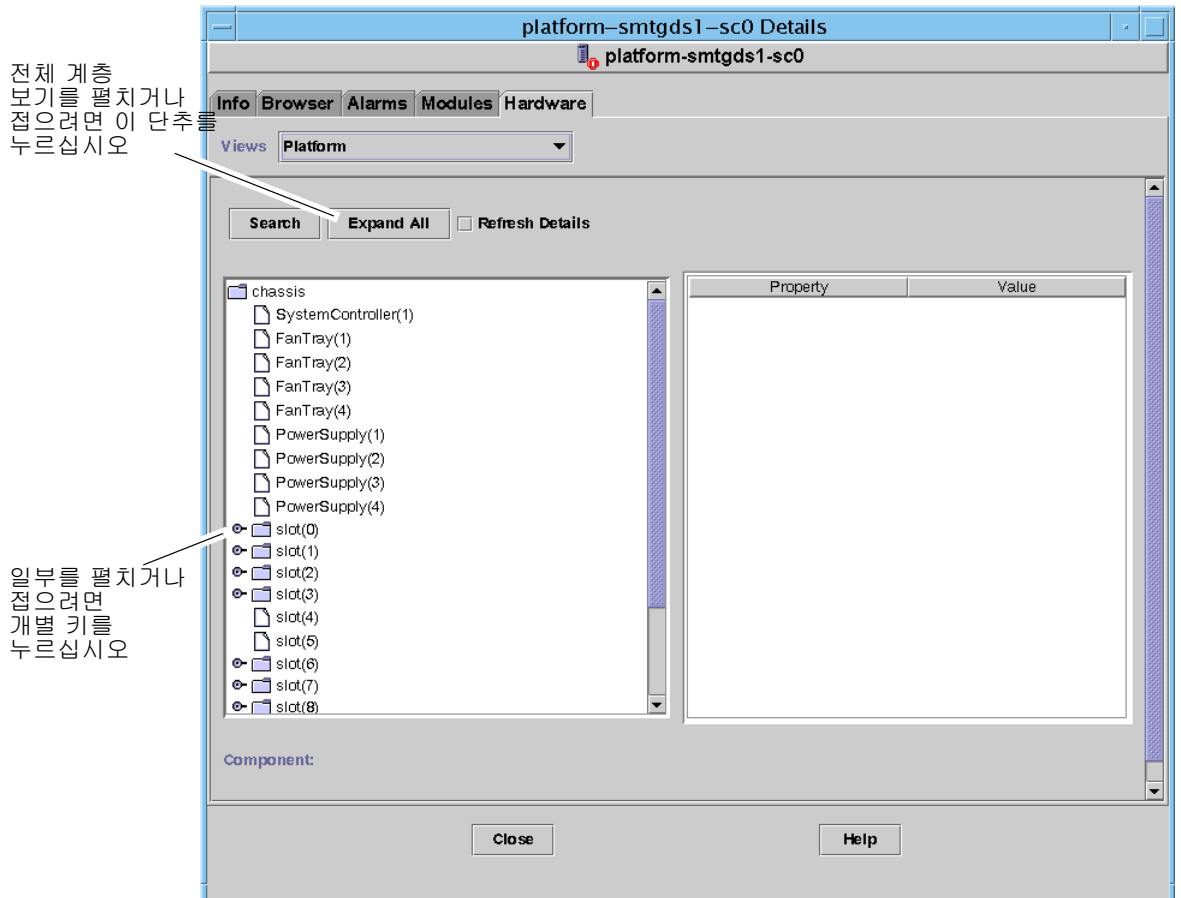 platform–smtgds1–sc0 Details
platform-smtgds1-sc0
전체 계층
보기를 펼치거나
접으려면 이 단추를
누르십시오
Info Browser Alarms Modules Hardware
Views Platform
Search Expand All Refresh Details
chassis
SystemController(1)
FanTray(1)
FanTray(2)
FanTray(3)
FanTray(4)
PowerSupply(1)
PowerSupply(2)
PowerSupply(3)
PowerSupply(4)
slot(0)
slot(1)
slot(2)
slot(3)
slot(4)
slot(5)
slot(6)
slot(7)
slot(8)
Property Value
일부를 펼치거나
접으려면
개별 키를
누르십시오
Component:
Close Help